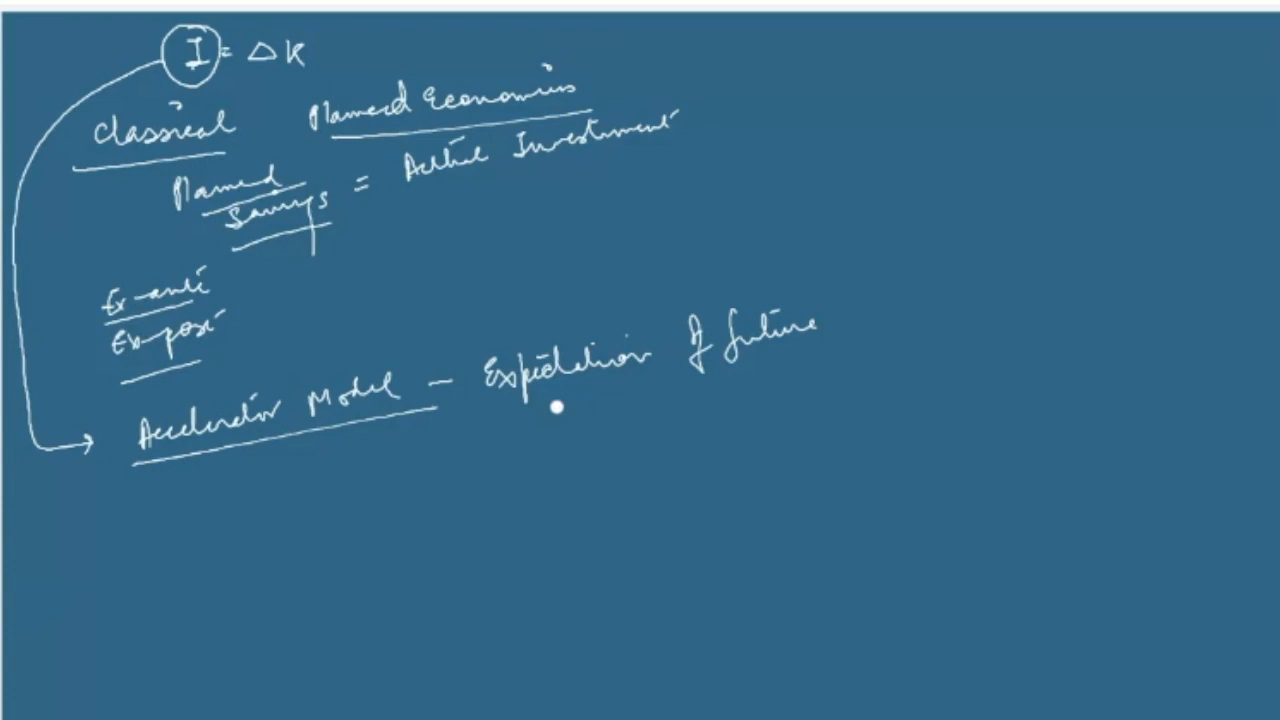 I = ΔK
Classical Planned Economics
Planned Savings = Actual Investment
Ex-ante
Ex-post
Accelerator Model – Expectation of future